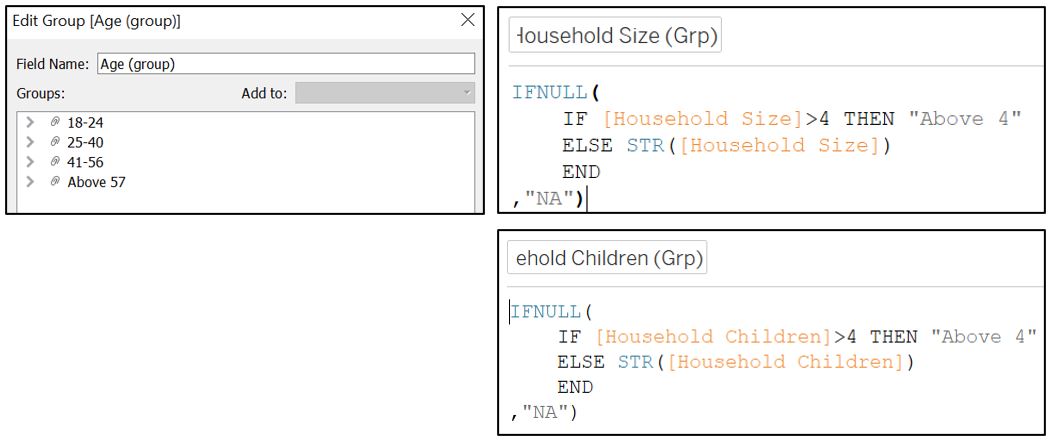 Edit Group [Age (group)]
Field Name: Age (group)
Groups: Add to:
18-24
25-40
41-56
Above 57
Household Size (Grp)
IFNULL(
IF [Household Size]>4 THEN "Above 4"
ELSE STR([Household Size])
END
,"NA")
ehold Children (Grp)
IFNULL(
IF [Household Children]>4 THEN "Above 4"
ELSE STR([Household Children])
END
,"NA")